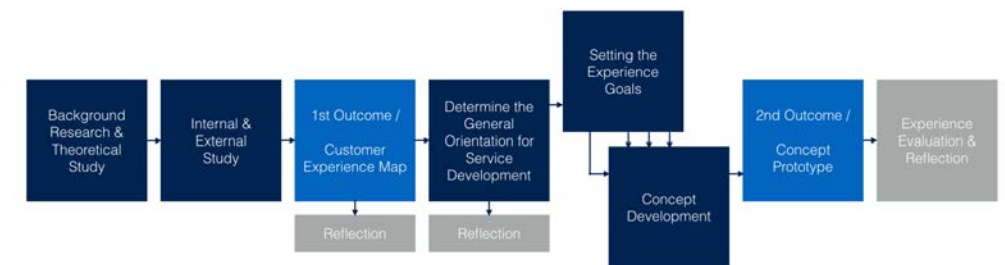 Background
Research &
Theoretical
Study
Internal &
External
Study
1st Outcome /
Customer
Experience Map
Reflection
Determine the
General
Orientation for
Service
Development
Reflection
Setting the
Experience
Goals
Concept
Development
2nd Outcome /
Concept
Prototype
Experience
Evaluation &
Reflection